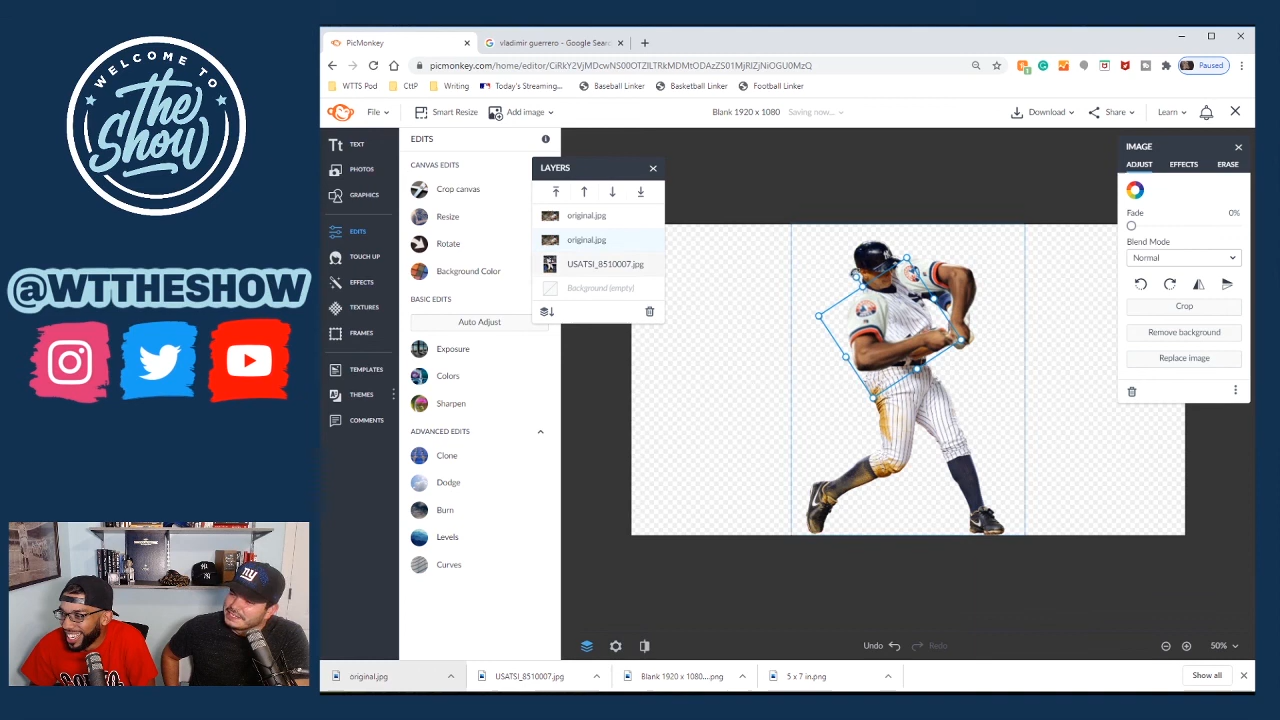 WELCOME TO
The
Show
@WTTHESHOW
PicMonkey
vladimir guerrero - Google Sear
picmonkey.com/home/editor/
Paused
WTTS Pod
CttP
Writing
Today's Streaming...
Baseball Linker
Basketball Linker
Football Linker
File
Smart Resize
Add image
Blank 1920 x 1080
Saving now...
Download
Share
Learn
TEXT
PHOTOS
GRAPHICS
EDITS
TOUCH UP
EFFECTS
TEXTURES
FRAMES
TEMPLATES
THEMES
COMMENTS
EDITS
CANVAS EDITS
Crop canvas
Resize
Rotate
Background Color
BASIC EDITS
Auto Adjust
Exposure
Colors
Sharpen
ADVANCED EDITS
Clone
Dodge
Burn
Levels
Curves
LAYERS
original.jpg
original.jpg
USATSI_8510007.jpg
Background (empty)
IMAGE
ADJUST
EFFECTS
ERASE
Fade
0%
Blend Mode
Normal
Crop
Remove background
Replace image
Undo
Redo
50%
original.jpg
USATSI_8510007.jpg
Blank 1920 x 1080....png
5 x 7 in.png
Show all
NY